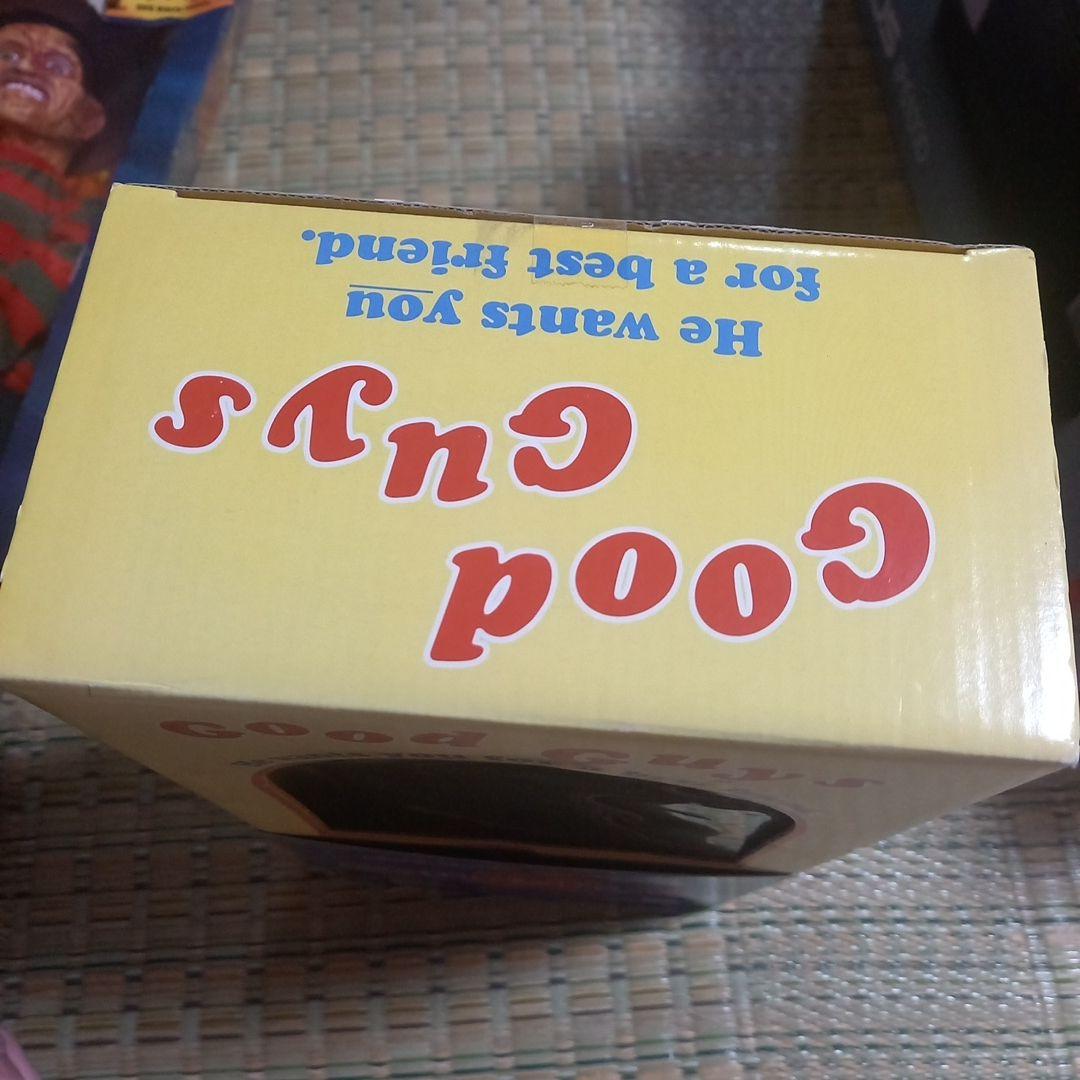 Good
Guys
He wants you
for a best friend.
Good Guys